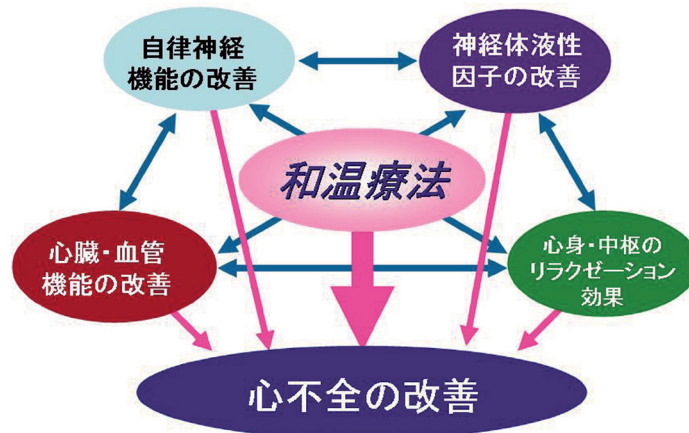 自律神経
機能の改善
神経体液性
因子の改善
和温療法
心臓・血管
機能の改善
心身・中枢の
リラクゼーション
効果
心不全の改善